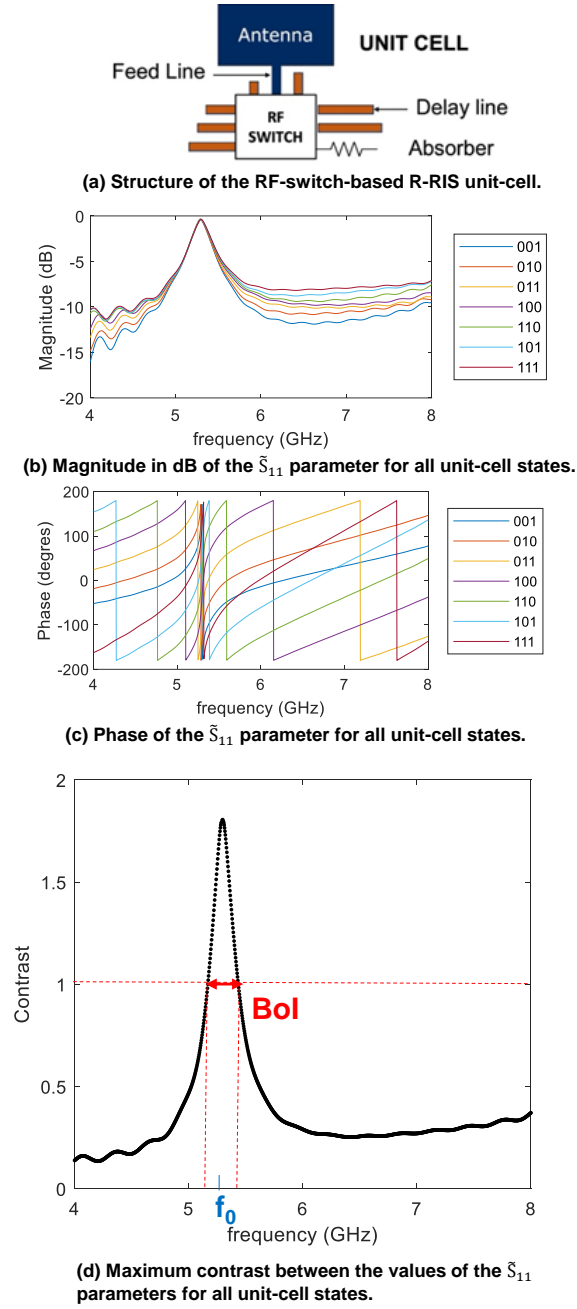 Antenna
UNIT CELL
Feed Line
RF
SWITCH
Delay line
Absorber
(a) Structure of the RF-switch-based R-RIS unit-cell.
0
-5
-10
-15
-20
Magnitude (dB)
4 5 6 7 8
frequency (GHz)
001
010
011
100
110
101
111
(b) Magnitude in dB of the S̃₁₁ parameter for all unit-cell states.
200
100
0
-100
-200
Phase (degres)
4 5 6 7 8
frequency (GHz)
001
010
011
100
110
101
111
(c) Phase of the S̃₁₁ parameter for all unit-cell states.
2
1.5
1
0.5
0
Contrast
BoI
4 5 6 7 8
f₀
frequency (GHz)
(d) Maximum contrast between the values of the S̃₁₁
parameters for all unit-cell states.